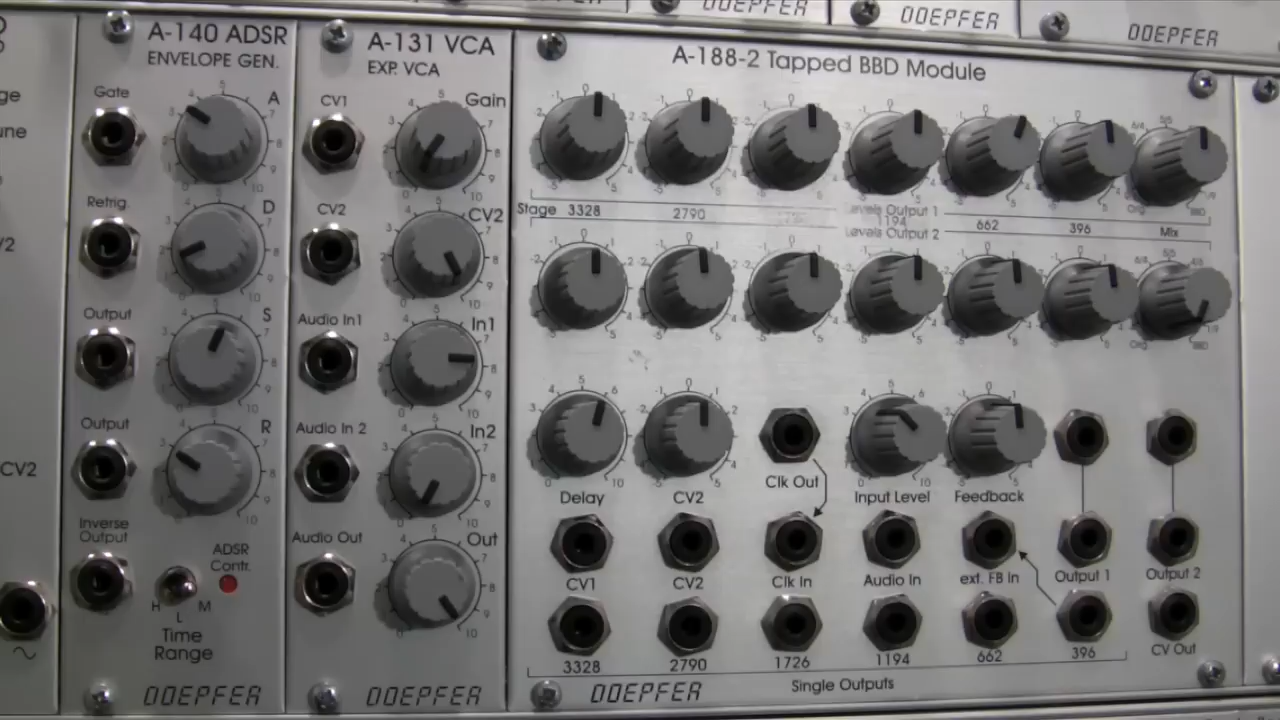 DOEPFER
DOEPFER
DOEPFER
A-140 ADSR
ENVELOPE GEN.
Gate
A
Retrig.
D
Output
S
Output
R
Inverse
Output
ADSR
Contr.
H M
L
Time
Range
DOEPFER
A-131 VCA
EXP. VCA
CV1
Gain
CV2
CV2
Audio In1
In1
Audio In 2
In2
Audio Out
Out
DOEPFER
A-188-2 Tapped BBD Module
Stage 3328 2790 1194 662 396 Mix
Levels Output 1
Levels Output 2
Delay CV2 Clk Out Input Level Feedback
CV1 CV2 Clk In Audio In ext. FB In Output 1 Output 2
3328 2790 1726 1194 662 396 CV Out
Single Outputs
DOEPFER
CV2